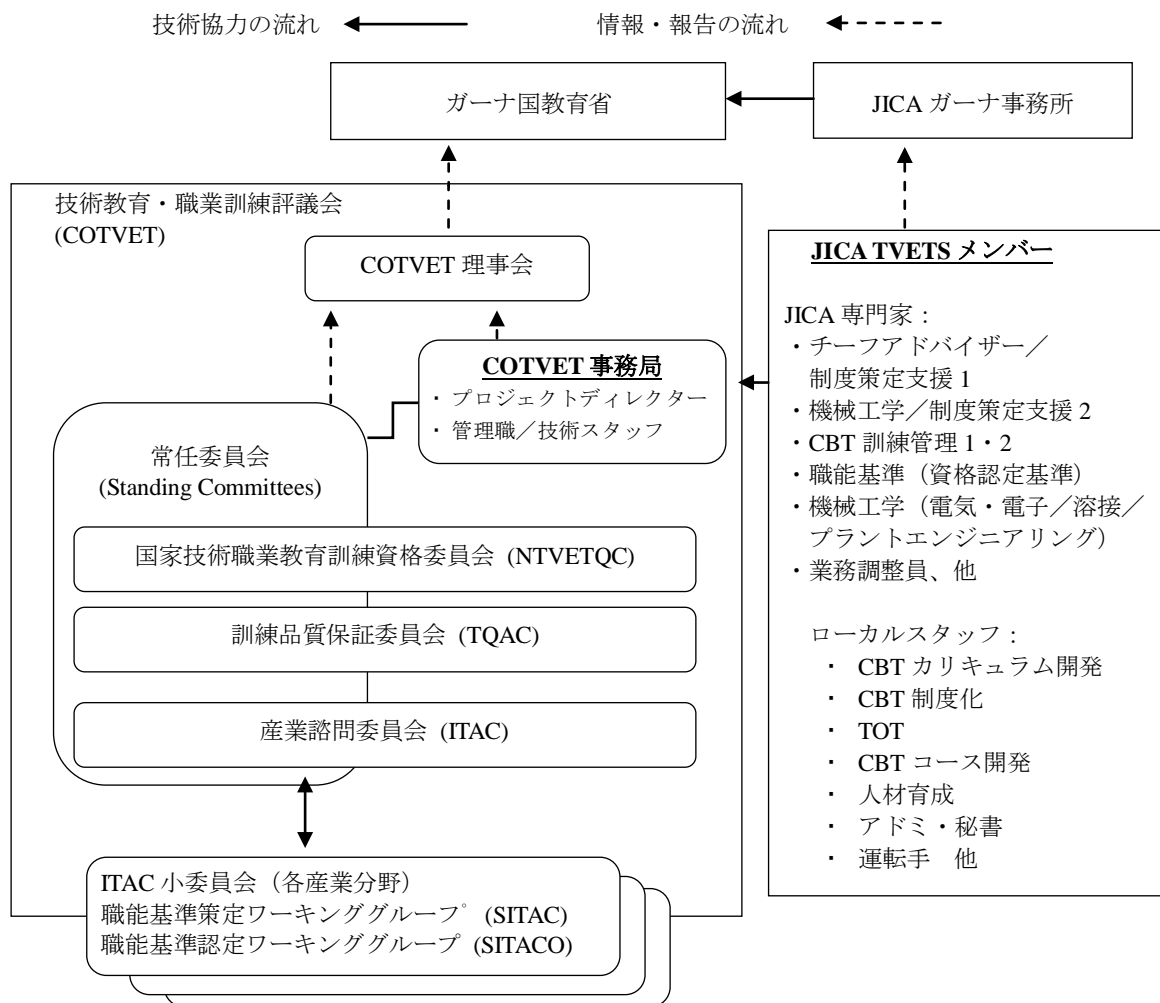 技術協力の流れ
情報・報告の流れ
ガーナ国教育省
JICA ガーナ事務所
技術教育・職業訓練評議会
(COTVET)
COTVET 理事会
COTVET 事務局
・ プロジェクトディレクター
・ 管理職／技術スタッフ
常任委員会
(Standing Committees)
国家技術職業教育訓練資格委員会 (NTVETQC)
訓練品質保証委員会 (TQAC)
産業諮問委員会 (ITAC)
ITAC 小委員会（各産業分野）
職能基準策定ワーキンググループ (SITAC)
職能基準認定ワーキンググループ (SITACO)
JICA TVETS メンバー
JICA 専門家：
・チーフアドバイザー／
制度策定支援 1
・機械工学／制度策定支援 2
・CBT 訓練管理 1・2
・職能基準（資格認定基準）
・機械工学（電気・電子／溶接／
プラントエンジニアリング）
・業務調整員、他
ローカルスタッフ：
・ CBT カリキュラム開発
・ CBT 制度化
・ TOT
・ CBT コース開発
・ 人材育成
・ アドミ・秘書
・ 運転手 他